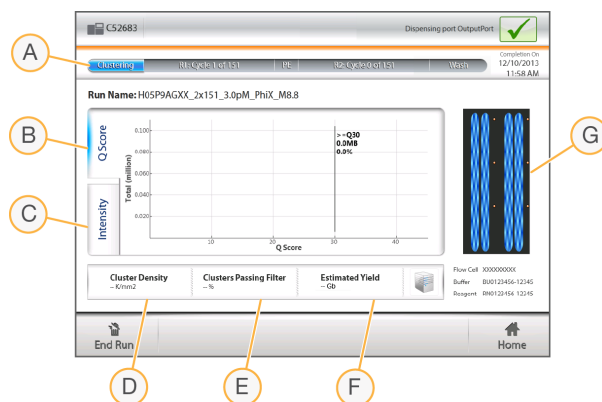 C52683
Dispensing port OutputPort
A
Clustering
R1: Cycle 1 of 151
PE
R2: Cycle 0 of 151
Wash
Completion On
12/10/2013
11:58 AM
Run Name: H05P9AGXX_2x151_3.0pM_PhiX_M8.8
B
Q Score
C
Intensity
Total (million)
0.100
0.080
0.060
0.040
0.020
>=Q30
0.0MB
0.0%
10
20
30
40
Q Score
G
Cluster Density
-- K/mm2
Clusters Passing Filter
-- %
Estimated Yield
-- Gb
Flow Cell XXXXXXXXX
Buffer BU0123456-12345
Reagent RN0123456-12345
End Run
Home
D
E
F